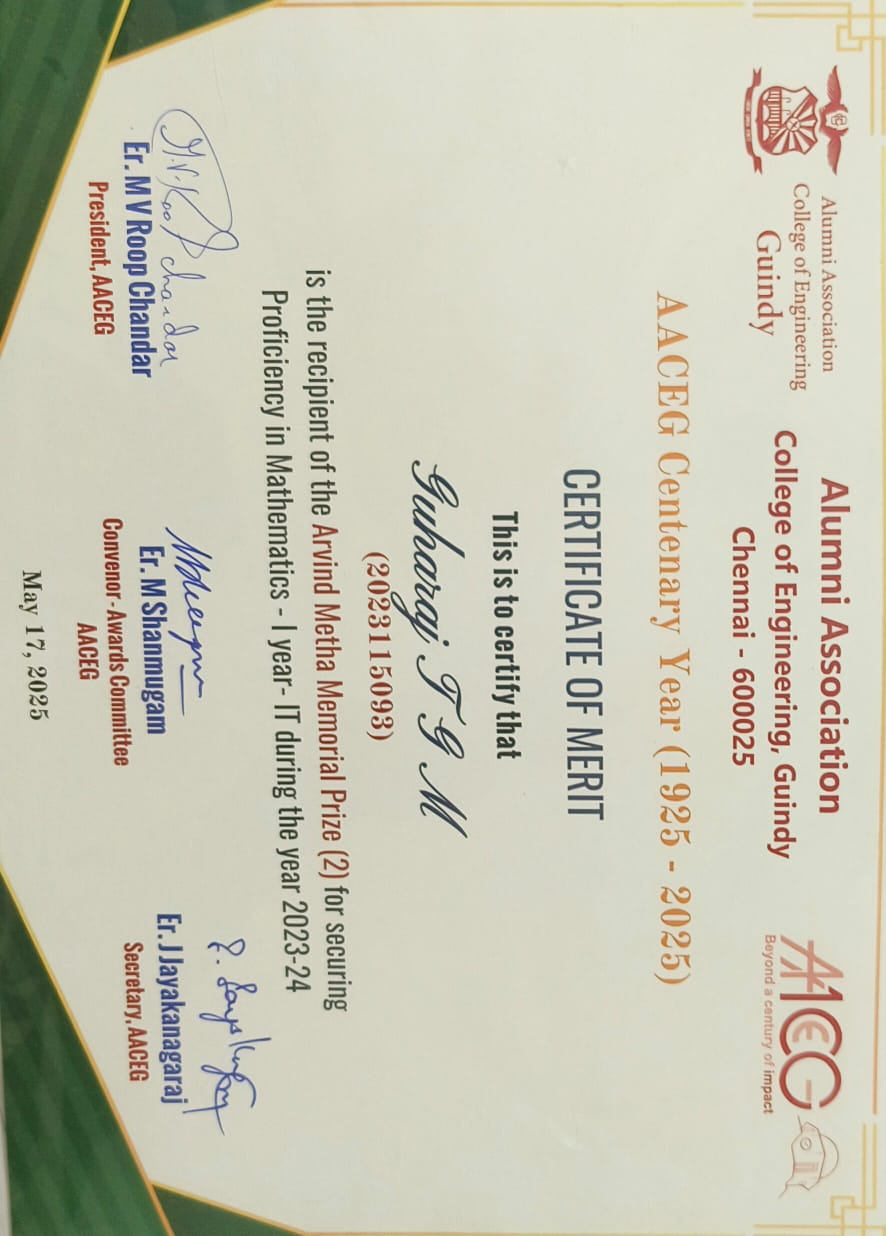 Alumni Association
College of Engineering
Guindy
Alumni Association
College of Engineering, Guindy
Chennai - 600025
AACEG
Beyond a century of impact
AACEG Centenary Year (1925 - 2025)
CERTIFICATE OF MERIT
This is to certify that
Guharaj T G M
(2023115093)
is the recipient of the Arvind Metha Memorial Prize (2) for securing
Proficiency in Mathematics - I year- IT during the year 2023-24
M.V. Roop Chandar
Er. M V Roop Chandar
President, AACEG
Er. M Shanmugam
Convenor - Awards Committee
AACEG
Er. J Jayakanagaraj
Secretary, AACEG
May 17, 2025